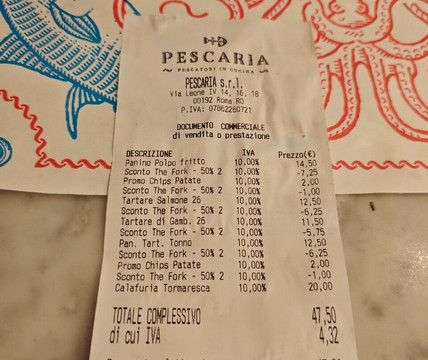 PESCARIA
PESCATORI IN CUCINA
PESCARIA s.r.l.
Via Leone IV 14, 16, 18
00192 Roma RO
P.IVA: 07862260721
DOCUMENTO COMMERCIALE
di vendita o prestazione
DESCRIZIONE IVA Prezzo(€)
Panino Polpo fritto 10,00% 14,50
Sconto The Fork - 50% 2 10,00% -7,25
Promo Chips Patate 10,00% 2,00
Sconto The Fork - 50% 2 10,00% -1,00
Tartare Salmone 26 10,00% 12,50
Sconto The Fork - 50% 2 10,00% -6,25
Tartare di Gamb. 26 10,00% 11,50
Sconto The Fork - 50% 2 10,00% -5,75
Pan. Tart. Tonno 10,00% 12,50
Sconto The Fork - 50% 2 10,00% -6,25
Promo Chips Patate 10,00% 2,00
Sconto The Fork - 50% 2 10,00% -1,00
Calafuria Tormaresca 10,00% 20,00
TOTALE COMPLESSIVO 47,50
di cui IVA 4,32